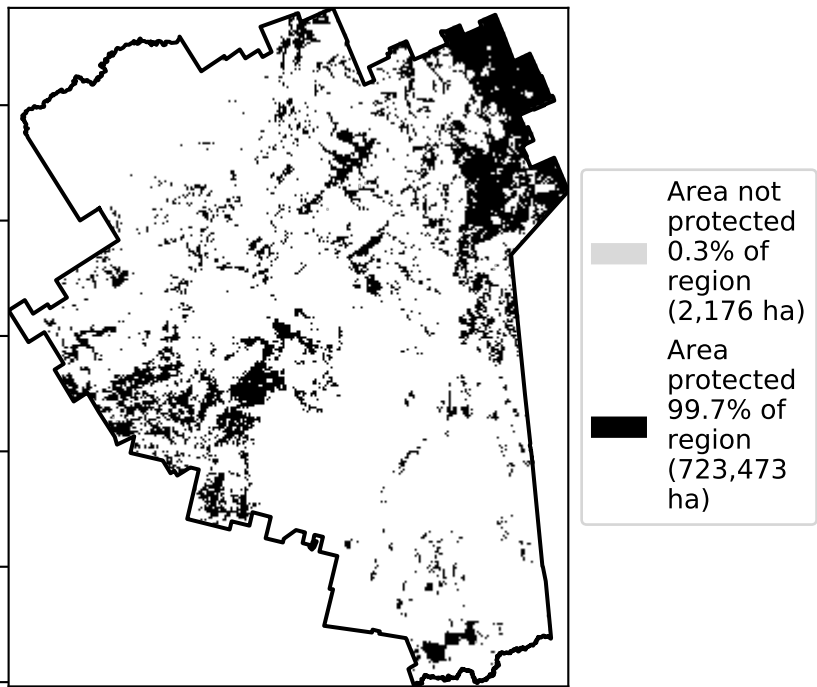 Area not
protected
0.3% of
region
(2,176 ha)
Area
protected
99.7% of
region
(723,473
ha)